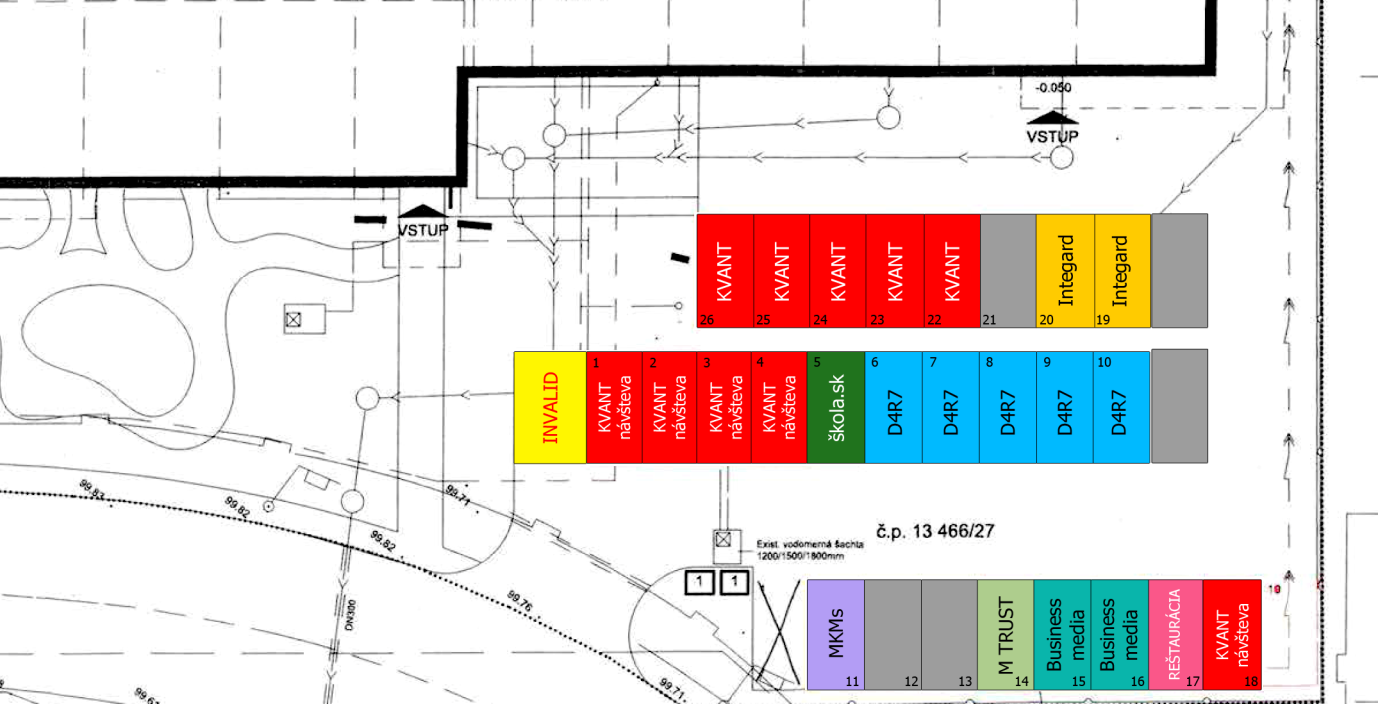 -0.050
VSTUP
VSTUP
KVANT
26
KVANT
25
KVANT
24
KVANT
23
KVANT
22
21
Integard
20
Integard
19
INVALID
1
KVANT
návšteva
2
KVANT
návšteva
3
KVANT
návšteva
4
KVANT
návšteva
5
škola.sk
6
D4R7
7
D4R7
8
D4R7
9
D4R7
10
D4R7
99.83
99.82
99.82
99.71
99.76
99.71
DN300
č.p. 13 466/27
Exist. vodomerná šachta
1200/1500/1800mm
1
1
MKMs
11
12
13
M TRUST
14
Business
media
15
Business
media
16
REŠTAURÁCIA
17
KVANT
návšteva
18